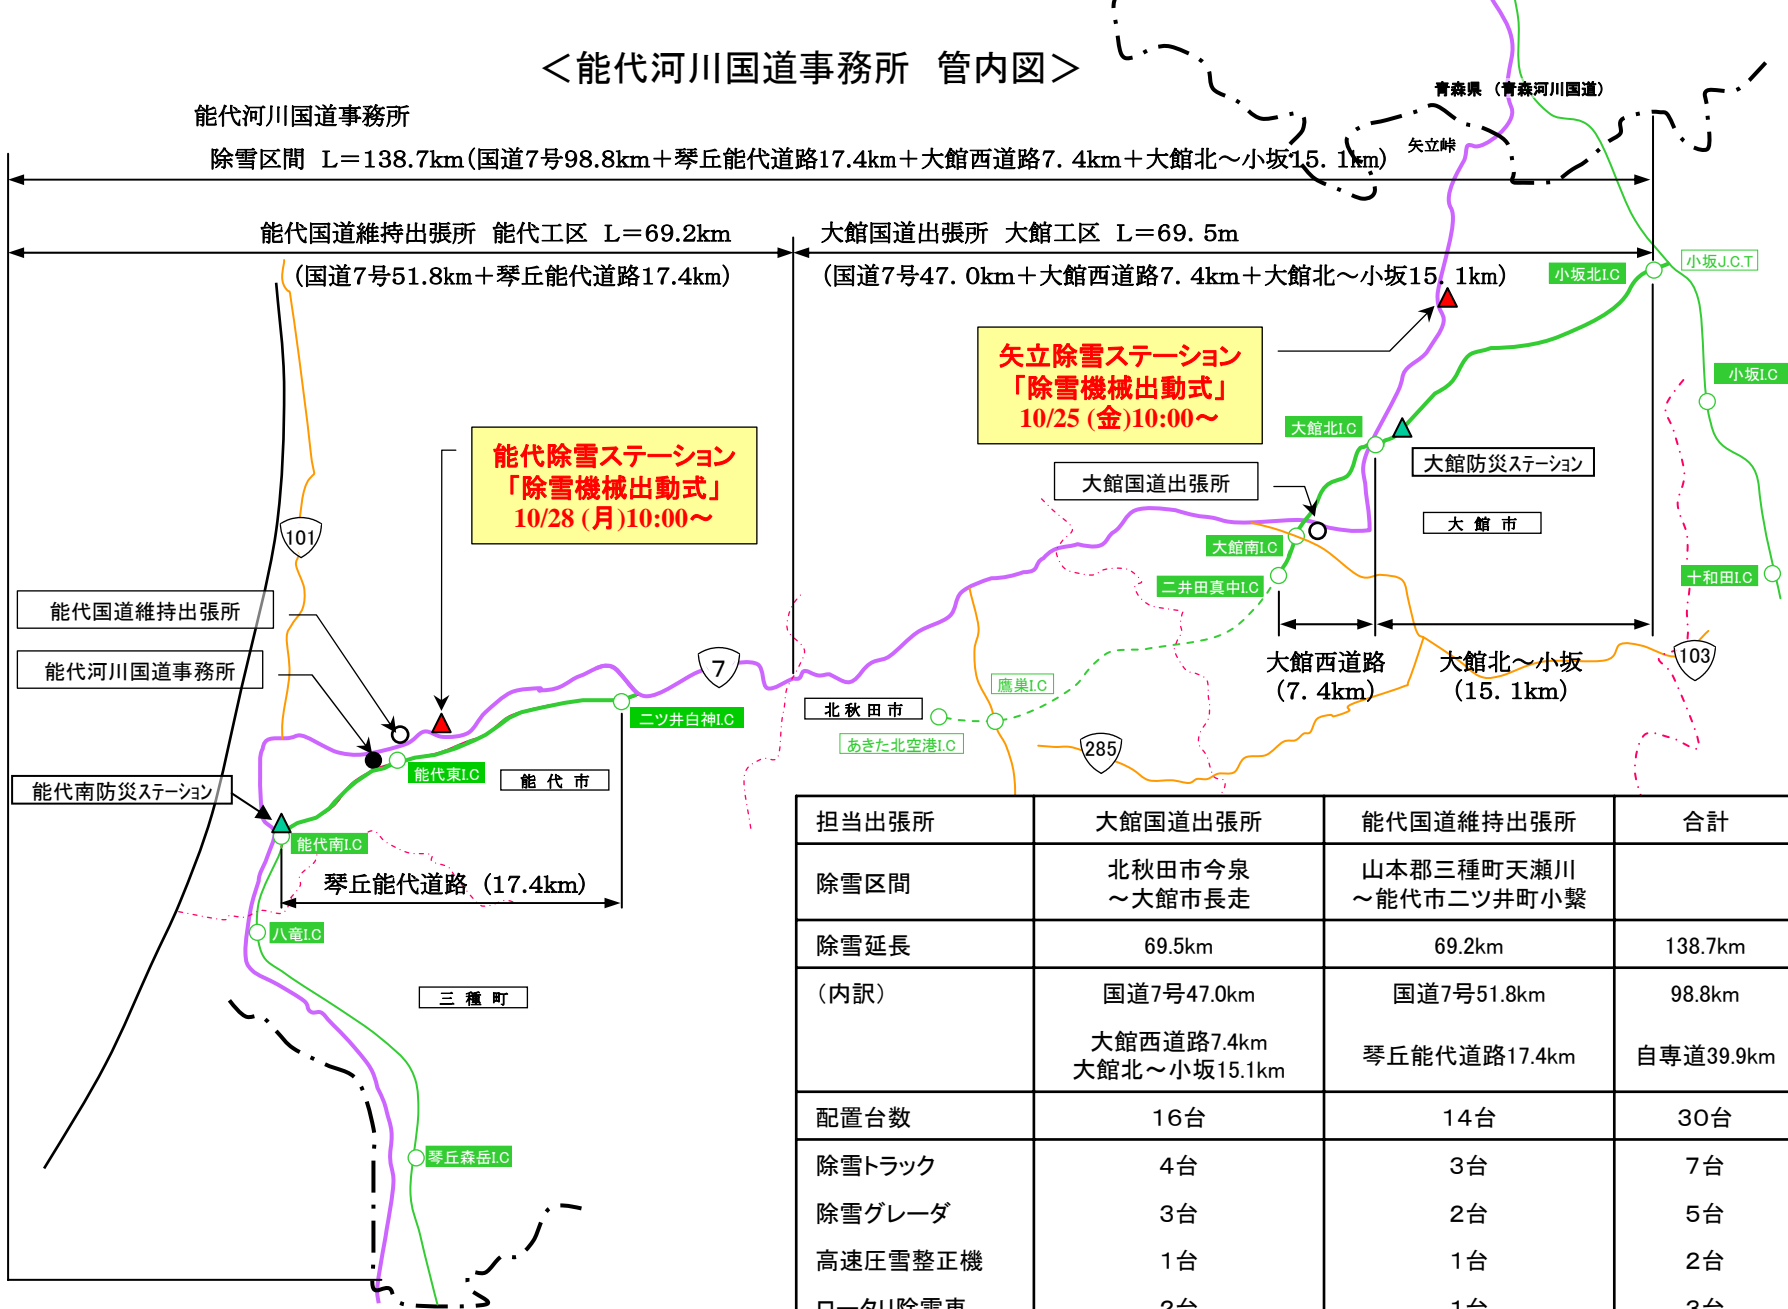 ＜能代河川国道事務所　管内図＞
青森県 （青森河川国道）
能代河川国道事務所
矢立峠
除雪区間 L＝138.7km(国道7号98.8km＋琴丘能代道路17.4km＋大館西道路7.4km＋大館北～小坂15.1km)
能代国道維持出張所 能代工区 L＝69.2km
大館国道出張所 大館工区 L＝69.5m
(国道7号51.8km＋琴丘能代道路17.4km)
(国道7号47.0km＋大館西道路7.4km＋大館北～小坂15.1km)
小坂北I.C
小坂J.C.T
矢立除雪ステーション
「除雪機械出動式」
10/25 (金)10:00～
小坂I.C
大館北I.C
能代除雪ステーション
「除雪機械出動式」
10/28 (月)10:00～
大館防災ステーション
大館国道出張所
大 館 市
101
大館南I.C
二井田真中I.C
十和田I.C
能代国道維持出張所
能代河川国道事務所
7
大館西道路
(7.4km)
大館北～小坂
(15.1km)
103
鷹巣I.C
北秋田市
二ツ井白神I.C
あきた北空港I.C
285
能代東I.C
能 代 市
能代南防災ステーション
能代南I.C
琴丘能代道路 (17.4km)
八竜I.C
三 種 町
琴丘森岳I.C
担当出張所 大館国道出張所 能代国道維持出張所 合計
除雪区間 北秋田市今泉 山本郡三種町天瀬川
～大館市長走 ～能代市二ツ井町小繋
除雪延長 69.5km 69.2km 138.7km
（内訳） 国道7号47.0km 国道7号51.8km 98.8km
大館西道路7.4km
大館北～小坂15.1km 琴丘能代道路17.4km 自専道39.9km
配置台数 16台 14台 30台
除雪トラック 4台 3台 7台
除雪グレーダ 3台 2台 5台
高速圧雪整正機 1台 1台 2台
ロータリ除雪車 2台 1台 3台